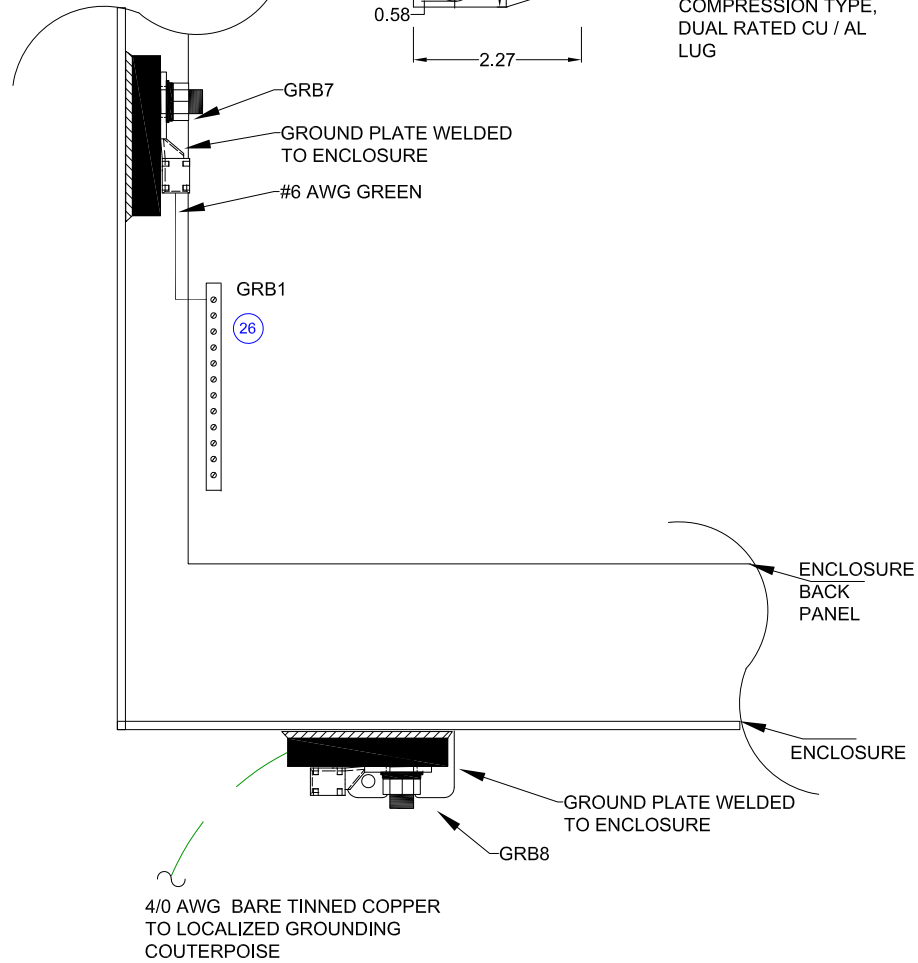 COMPRESSION TYPE,
DUAL RATED CU / AL
LUG
0.58
2.27
GRB7
GROUND PLATE WELDED
TO ENCLOSURE
#6 AWG GREEN
GRB1
26
ENCLOSURE
BACK
PANEL
ENCLOSURE
GROUND PLATE WELDED
TO ENCLOSURE
GRB8
4/0 AWG  BARE TINNED COPPER
TO LOCALIZED GROUNDING
COUTERPOISE